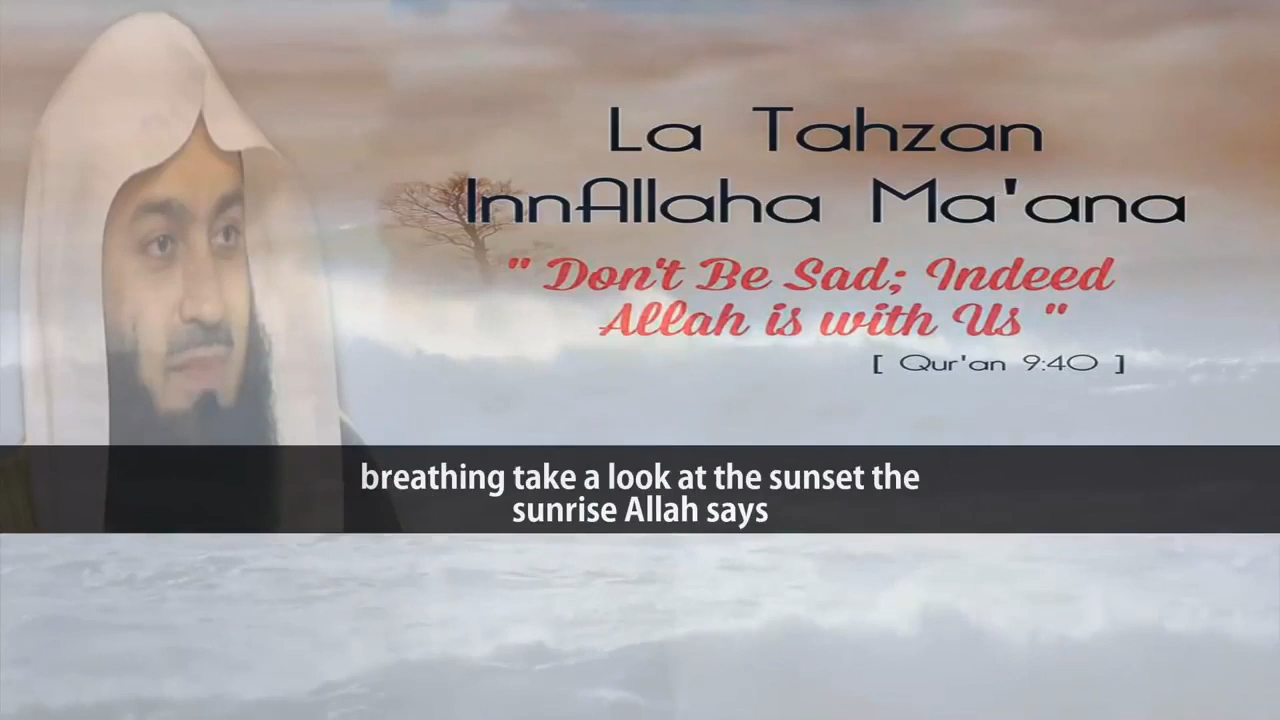 La Tahzan
InnAllaha Ma'ana
" Don't Be Sad; Indeed
Allah is with Us "
[ Qur'an 9:40 ]
breathing take a look at the sunset the
sunrise Allah says